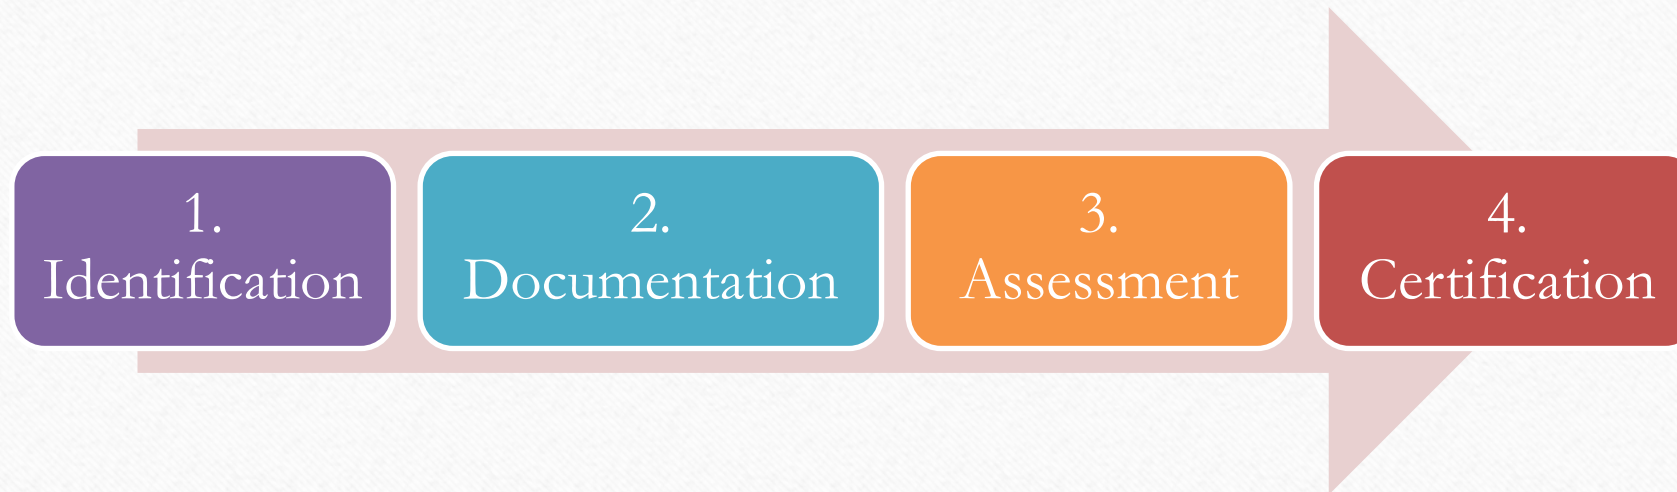 1.
Identification
2.
Documentation
3.
Assessment
4.
Certification